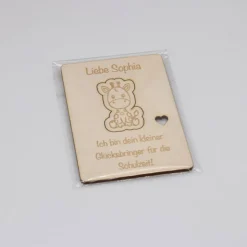 Liebe Sophia
Ich bin dein kleiner
Glücksbringer für die
Schulzeit!